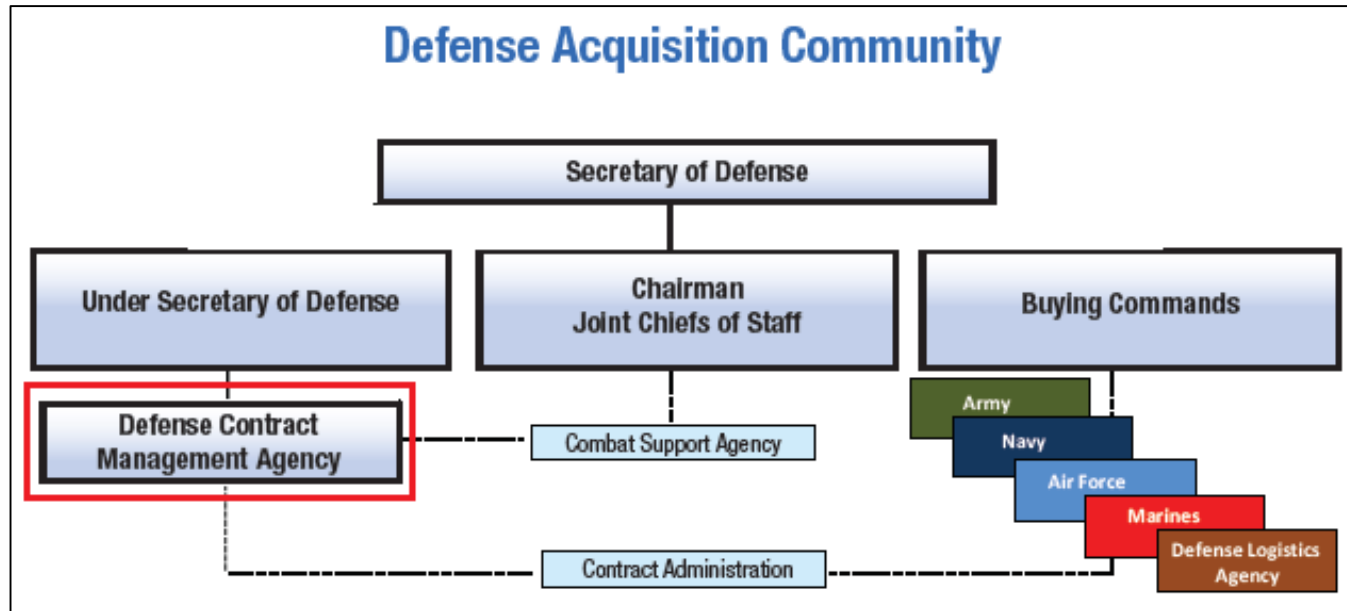 Defense Acquisition Community
Secretary of Defense
Under Secretary of Defense
Chairman
Joint Chiefs of Staff
Buying Commands
Defense Contract
Management Agency
Combat Support Agency
Army
Navy
Air Force
Marines
Defense Logistics
Agency
Contract Administration